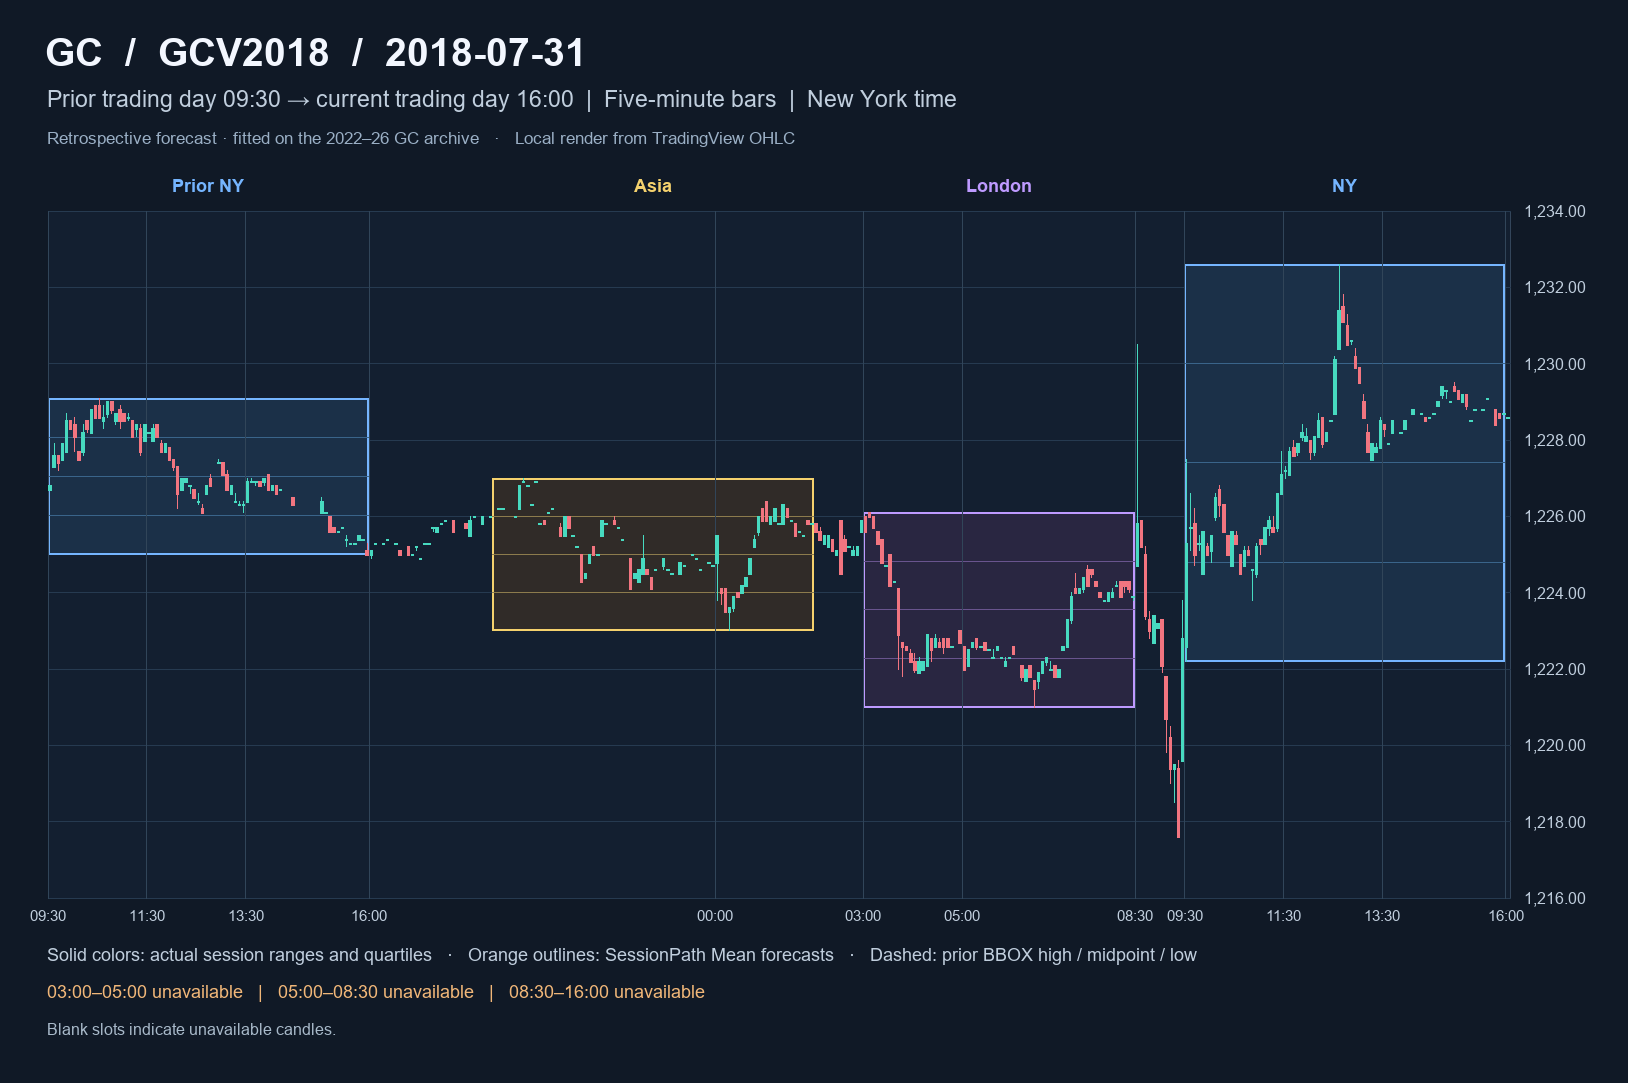 GC / GCV2018 / 2018-07-31
Prior trading day 09:30 → current trading day 16:00 | Five-minute bars | New York time
Retrospective forecast · fitted on the 2022–26 GC archive · Local render from TradingView OHLC
Prior NY Asia London NY
1,234.00
1,232.00
1,230.00
1,228.00
1,226.00
1,224.00
1,222.00
1,220.00
1,218.00
1,216.00
09:30 11:30 13:30 16:00 00:00 03:00 05:00 08:30 09:30 11:30 13:30 16:00
Solid colors: actual session ranges and quartiles · Orange outlines: SessionPath Mean forecasts · Dashed: prior BBOX high / midpoint / low
03:00–05:00 unavailable | 05:00–08:30 unavailable | 08:30–16:00 unavailable
Blank slots indicate unavailable candles.